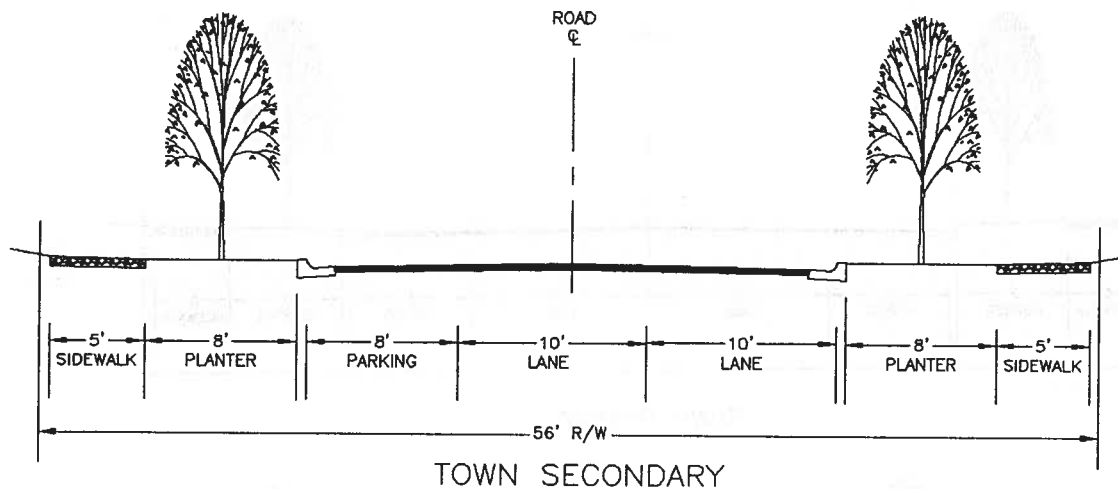 ROAD
℄
5' 8' 8' 10' 10' 8' 5'
SIDEWALK PLANTER PARKING LANE LANE PLANTER SIDEWALK
56' R/W
TOWN SECONDARY